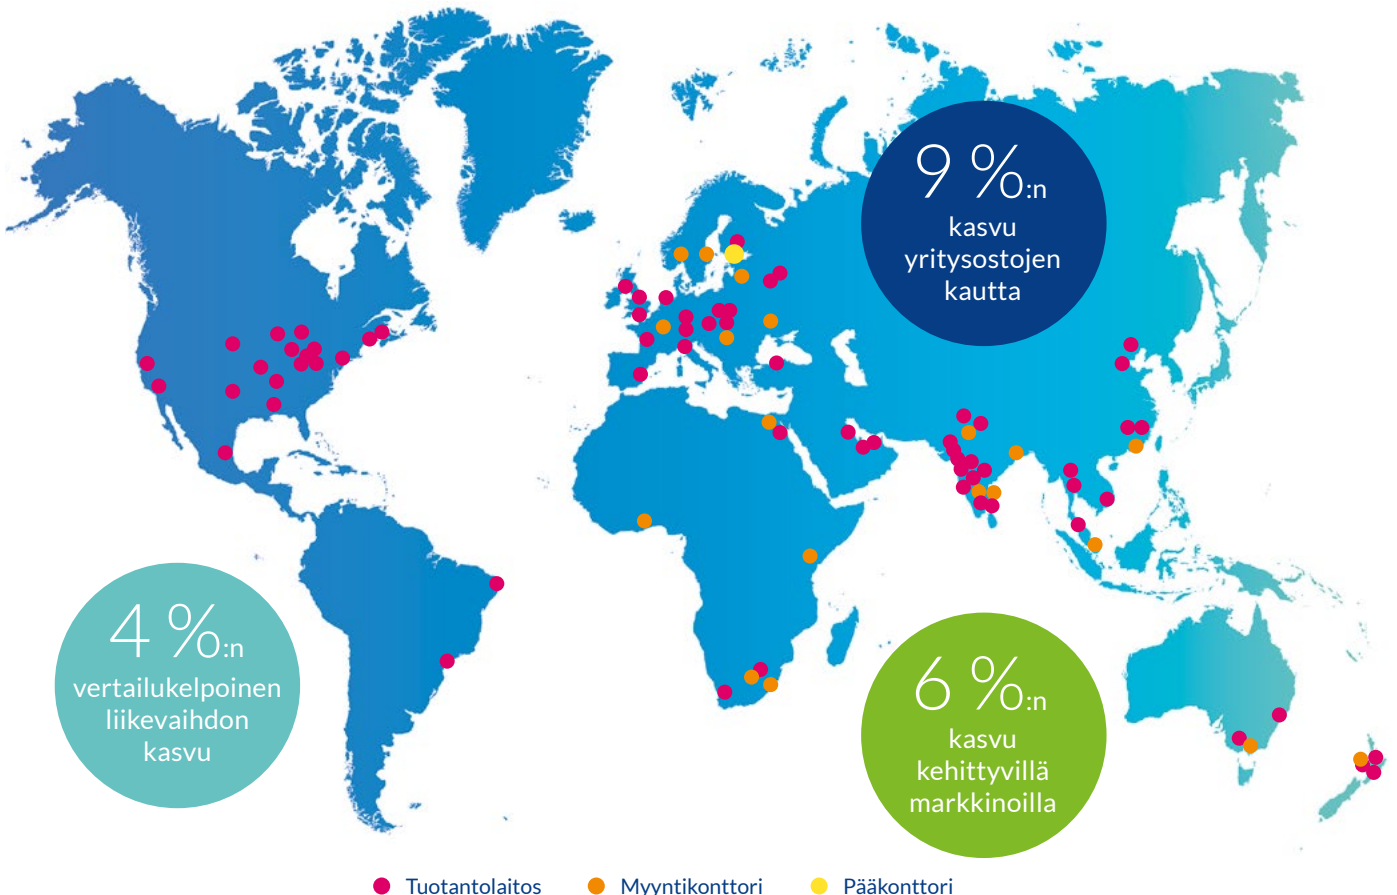 9 %:n
kasvu
yritysostojen
kautta
4 %:n
vertailukelpoinen
liikevaihdon
kasvu
6 %:n
kasvu
kehittyvillä
markkinoilla
Tuotantolaitos Myyntikonttori Pääkonttori